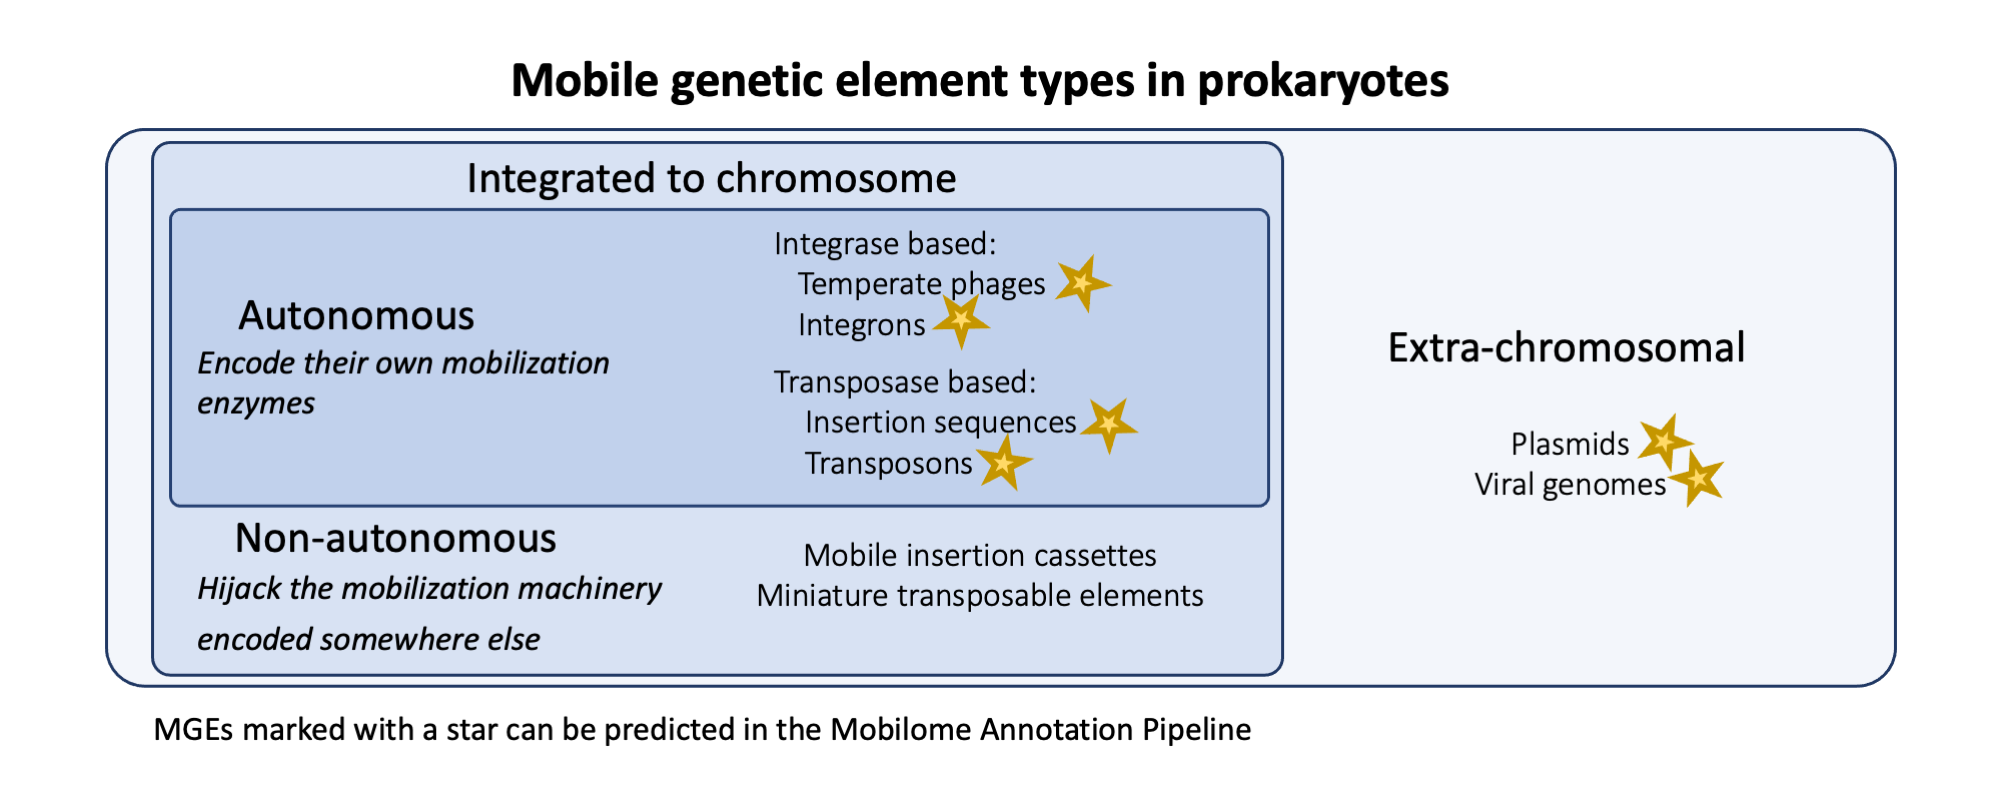 Mobile genetic element types in prokaryotes
Integrated to chromosome
Autonomous
Encode their own mobilization
enzymes
Integrase based:
Temperate phages
Integrons
Transposase based:
Insertion sequences
Transposons
Non-autonomous
Hijack the mobilization machinery
encoded somewhere else
Mobile insertion cassettes
Miniature transposable elements
Extra-chromosomal
Plasmids
Viral genomes
MGEs marked with a star can be predicted in the Mobilome Annotation Pipeline